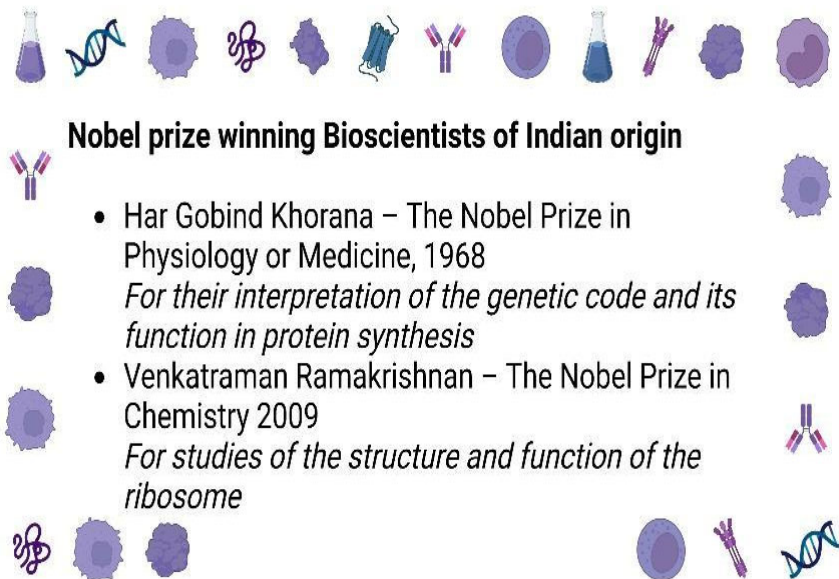 Nobel prize winning Bioscientists of Indian origin
• Har Gobind Khorana – The Nobel Prize in
Physiology or Medicine, 1968
For their interpretation of the genetic code and its
function in protein synthesis
• Venkatraman Ramakrishnan – The Nobel Prize in
Chemistry 2009
For studies of the structure and function of the
ribosome